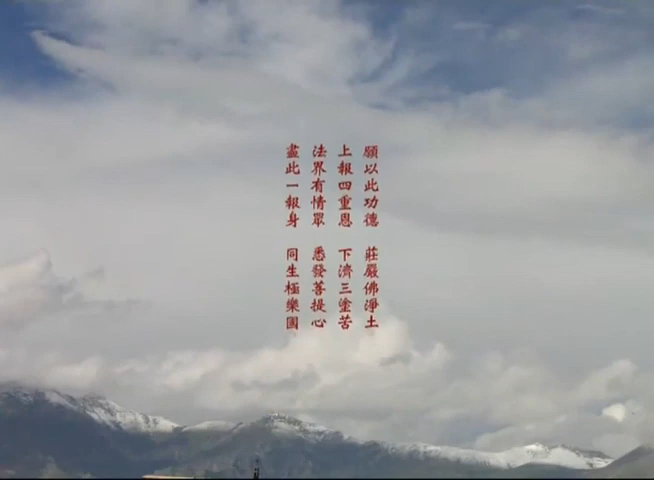 願以此功德 莊嚴佛淨土
上報四重恩 下濟三塗苦
法界有情眾 悉發菩提心
盡此一報身 同生極樂國